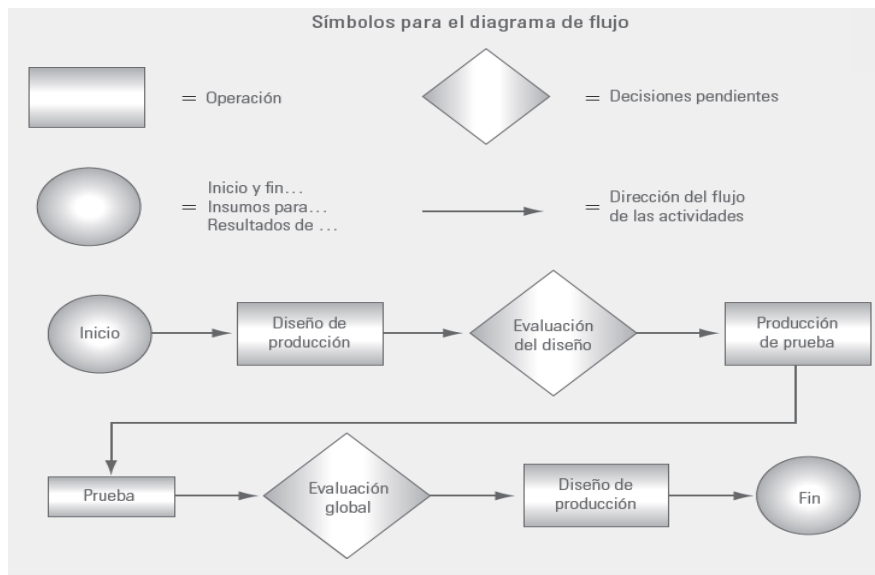 Símbolos para el diagrama de flujo
= Operación
= Decisiones pendientes
Inicio y fin...
= Insumos para...
Resultados de ...
= Dirección del flujo
de las actividades
Inicio
Diseño de
producción
Evaluación
del diseño
Producción
de prueba
Prueba
Evaluación
global
Diseño de
producción
Fin